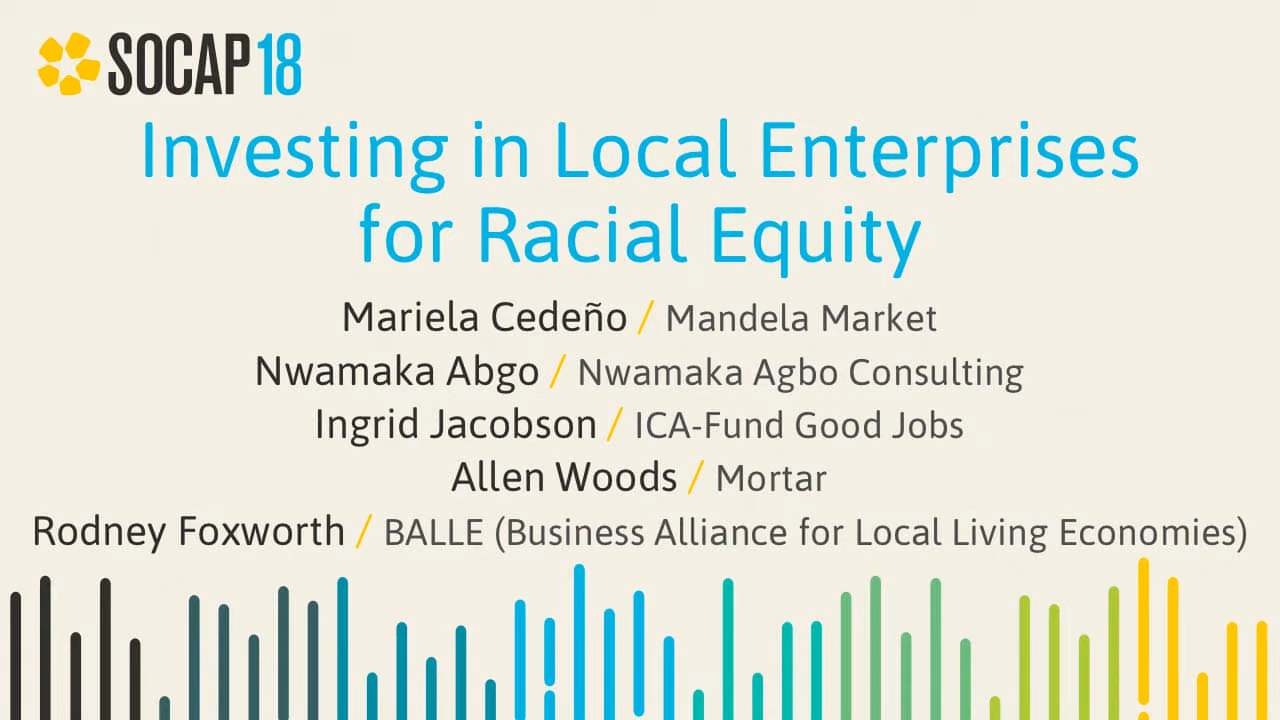 SOCAP18
Investing in Local Enterprises
for Racial Equity
Mariela Cedeño / Mandela Market
Nwamaka Abgo / Nwamaka Agbo Consulting
Ingrid Jacobson / ICA-Fund Good Jobs
Allen Woods / Mortar
Rodney Foxworth / BALLE (Business Alliance for Local Living Economies)